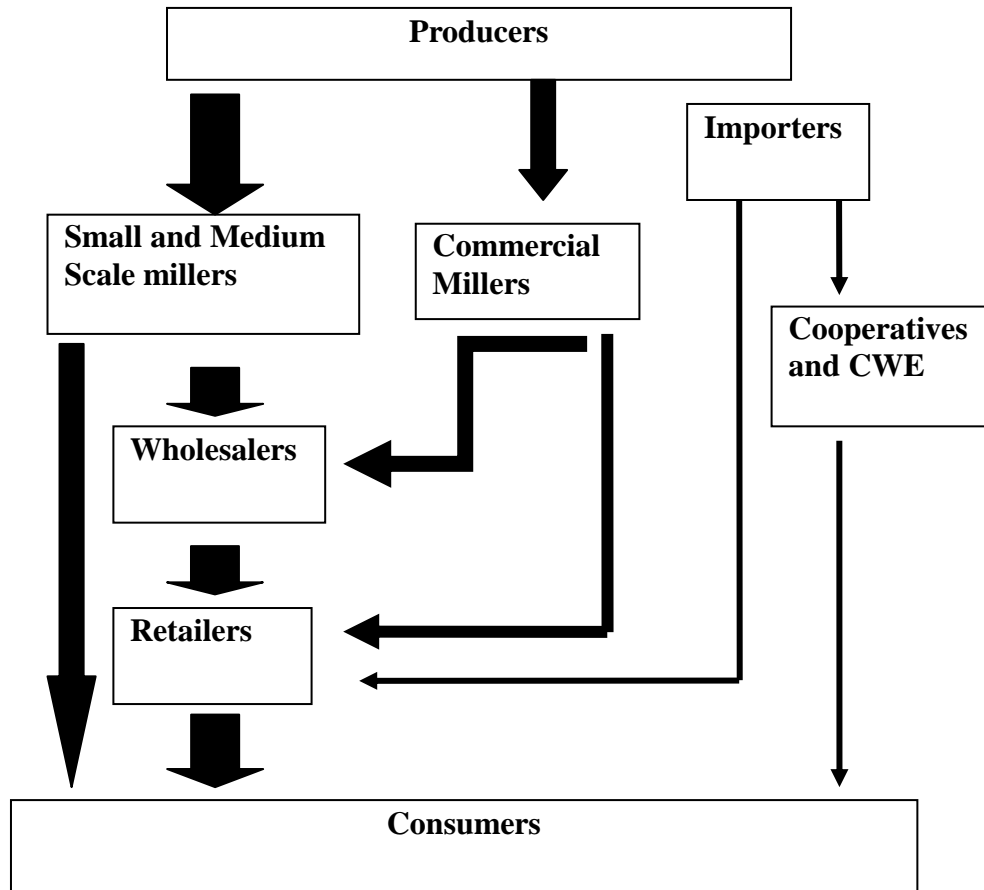 Producers
Importers
Small and Medium
Scale millers
Commercial
Millers
Cooperatives
and CWE
Wholesalers
Retailers
Consumers